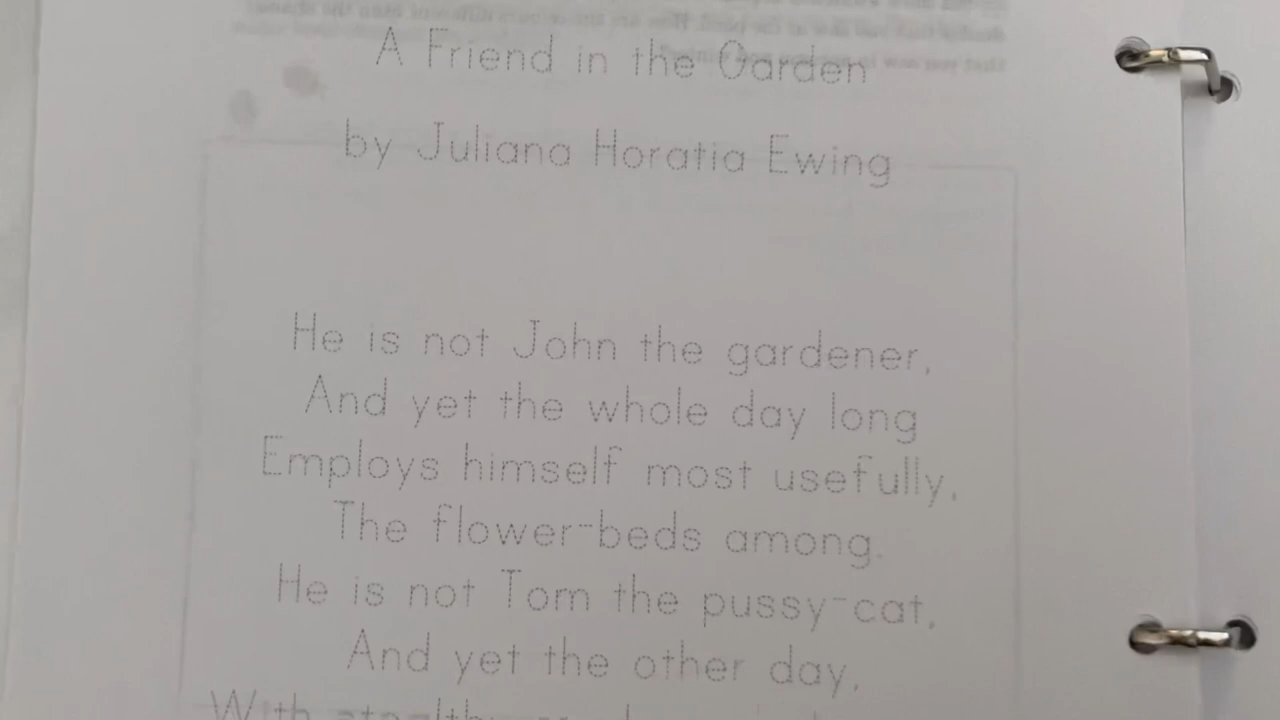 A Friend in the Garden
by Juliana Horatia Ewing
He is not John the gardener,
And yet the whole day long
Employs himself most usefully,
The flower-beds among.
He is not Tom the pussy-cat,
And yet the other day,
With